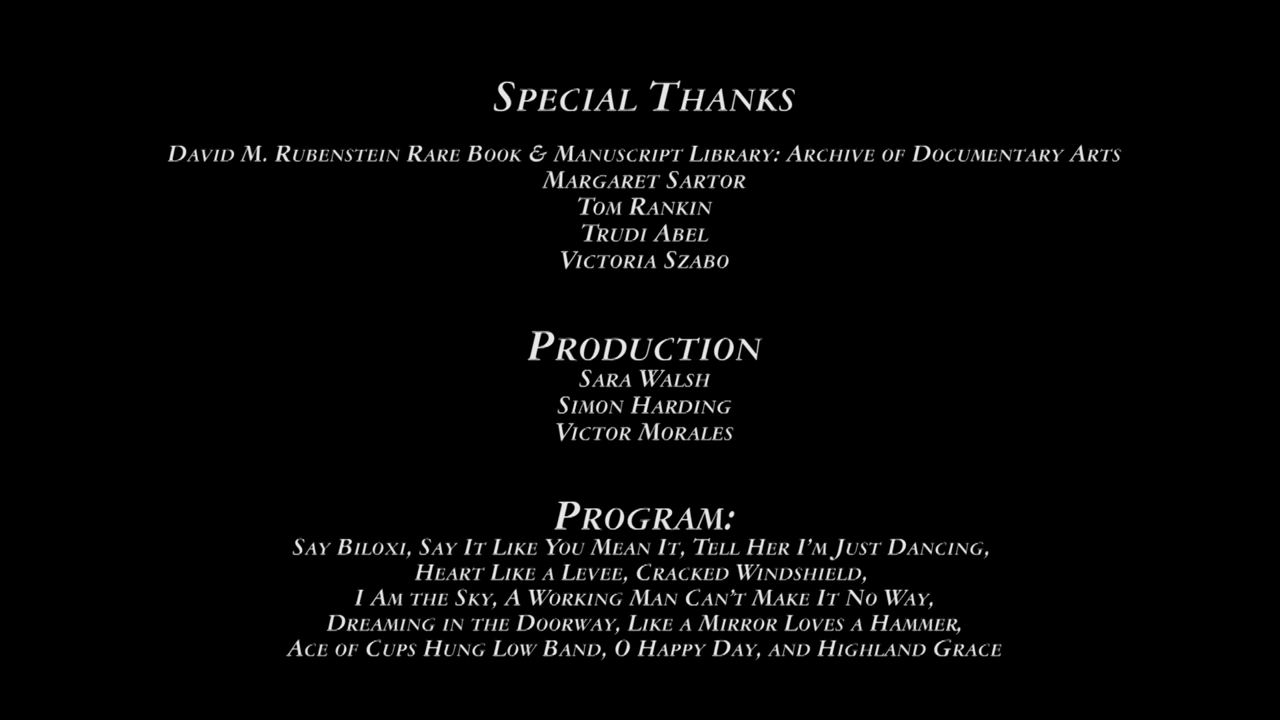 Special Thanks
David M. Rubenstein Rare Book & Manuscript Library: Archive of Documentary Arts
Margaret Sartor
Tom Rankin
Trudi Abel
Victoria Szabo
Production
Sara Walsh
Simon Harding
Victor Morales
Program:
Say Biloxi, Say It Like You Mean It, Tell Her I'm Just Dancing,
Heart Like a Levee, Cracked Windshield,
I Am the Sky, A Working Man Can't Make It No Way,
Dreaming in the Doorway, Like a Mirror Loves a Hammer,
Ace of Cups Hung Low Band, O Happy Day, and Highland Grace